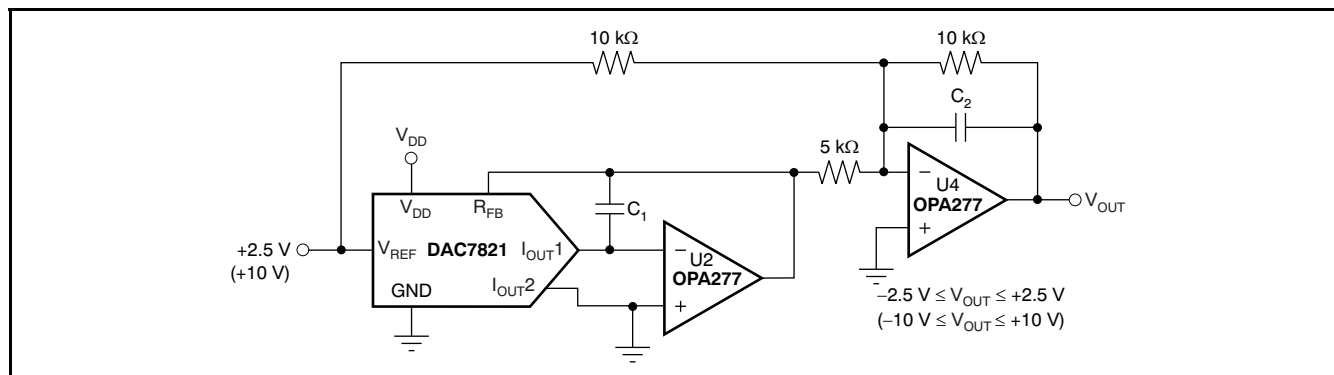 10 kΩ
10 kΩ
C2
VDD
5 kΩ
VDD
RFB
C1
U4
OPA277
VOUT
+2.5 V
(+10 V)
VREF
DAC7821
IOUT1
U2
OPA277
IOUT2
GND
−
+
−
+
−2.5 V ≤ VOUT ≤ +2.5 V
(−10 V ≤ VOUT ≤ +10 V)